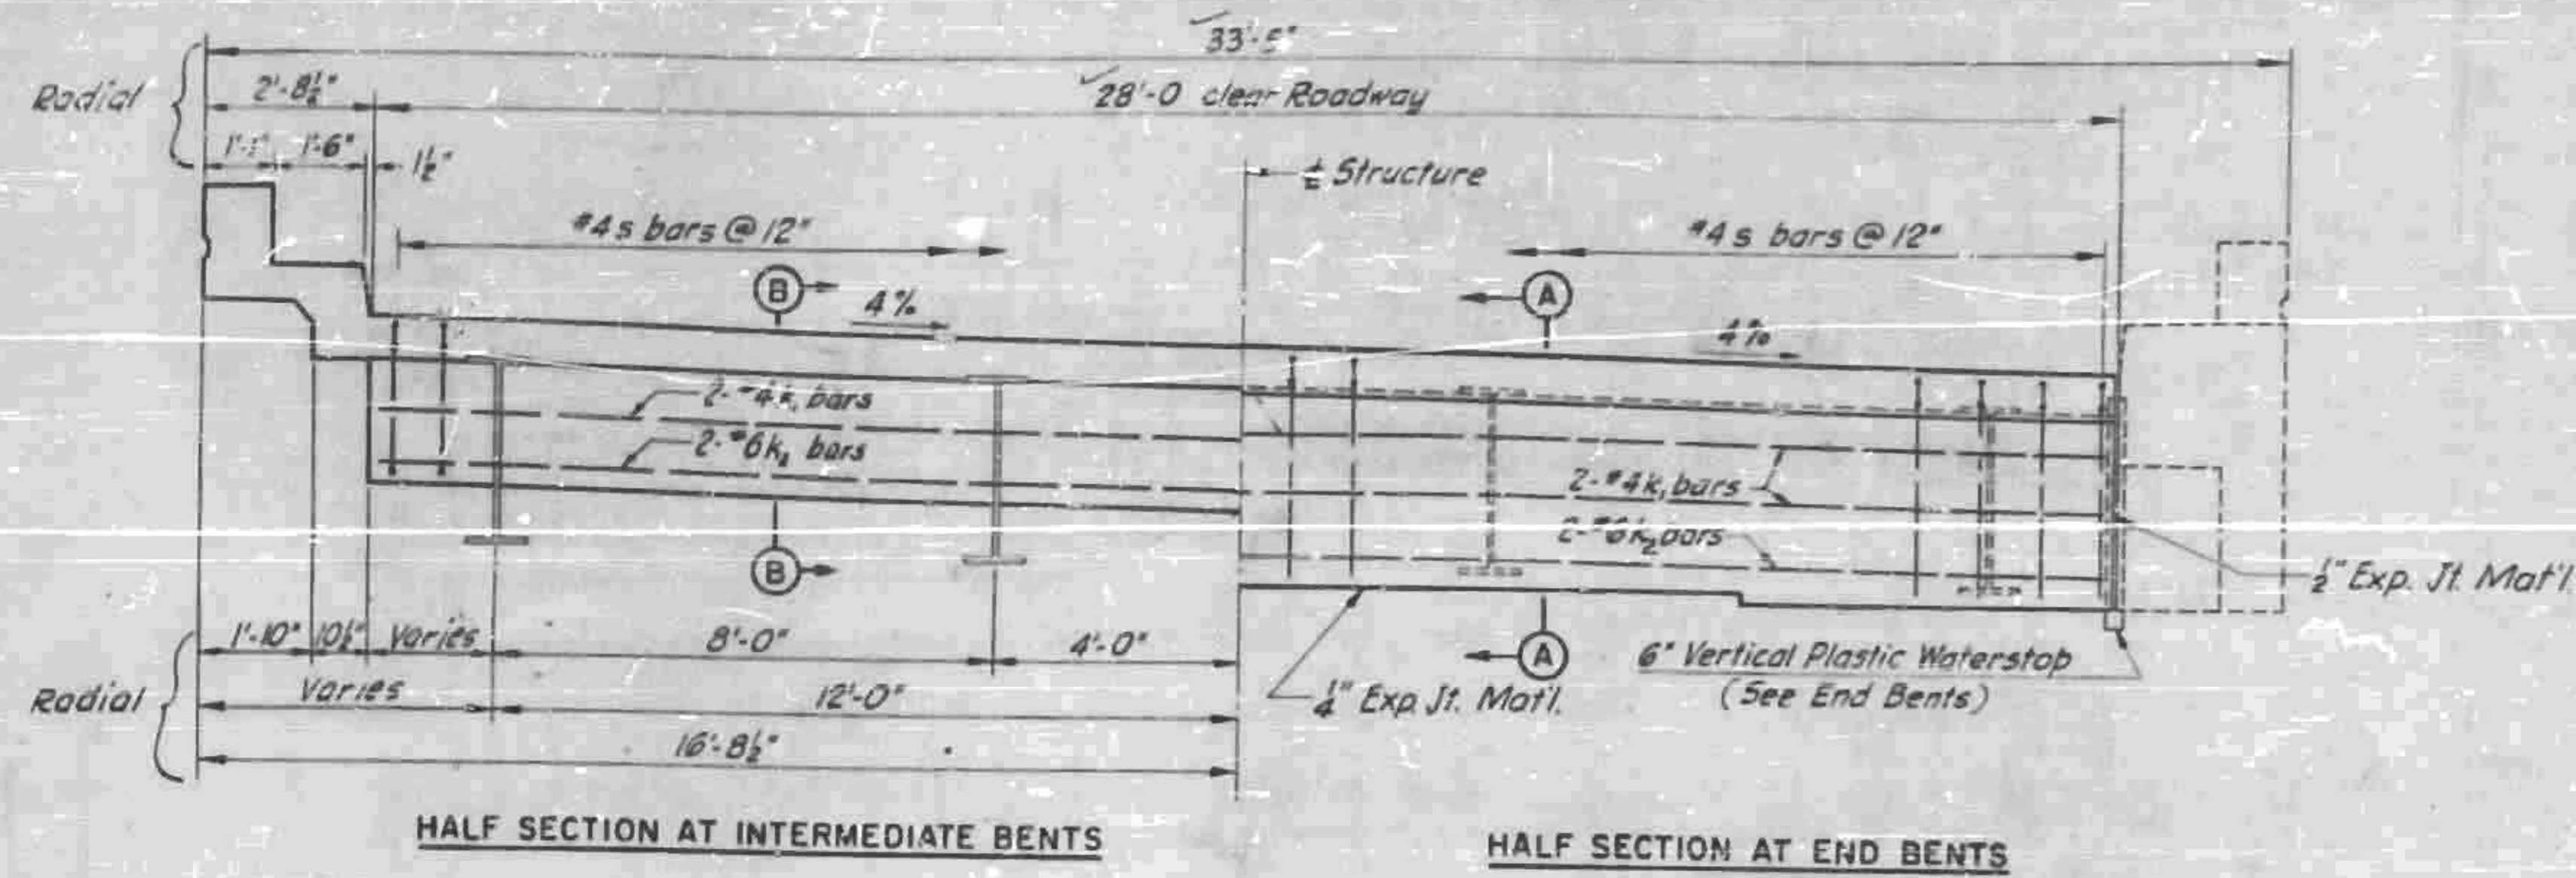 33'-5"
Radial
2'-8½"
28'-0 clear Roadway
1'-1" 1'-6" 1½"
℄ Structure
#4 s bars @ 12"
#4 s bars @ 12"
B
A
4%
4%
2-#4k₁ bars
2-#6k₂ bars
2-#4k₁ bars
2-#6k₂ bars
B
½" Exp. Jt. Mat'l
1'-10" 10½" Varies 8'-0" 4'-0"
A
6" Vertical Plastic Waterstop
(See End Bents)
Radial
Varies 12'-0"
¼" Exp. Jt. Mat'l.
16'-8½"
HALF SECTION AT INTERMEDIATE BENTS
HALF SECTION AT END BENTS